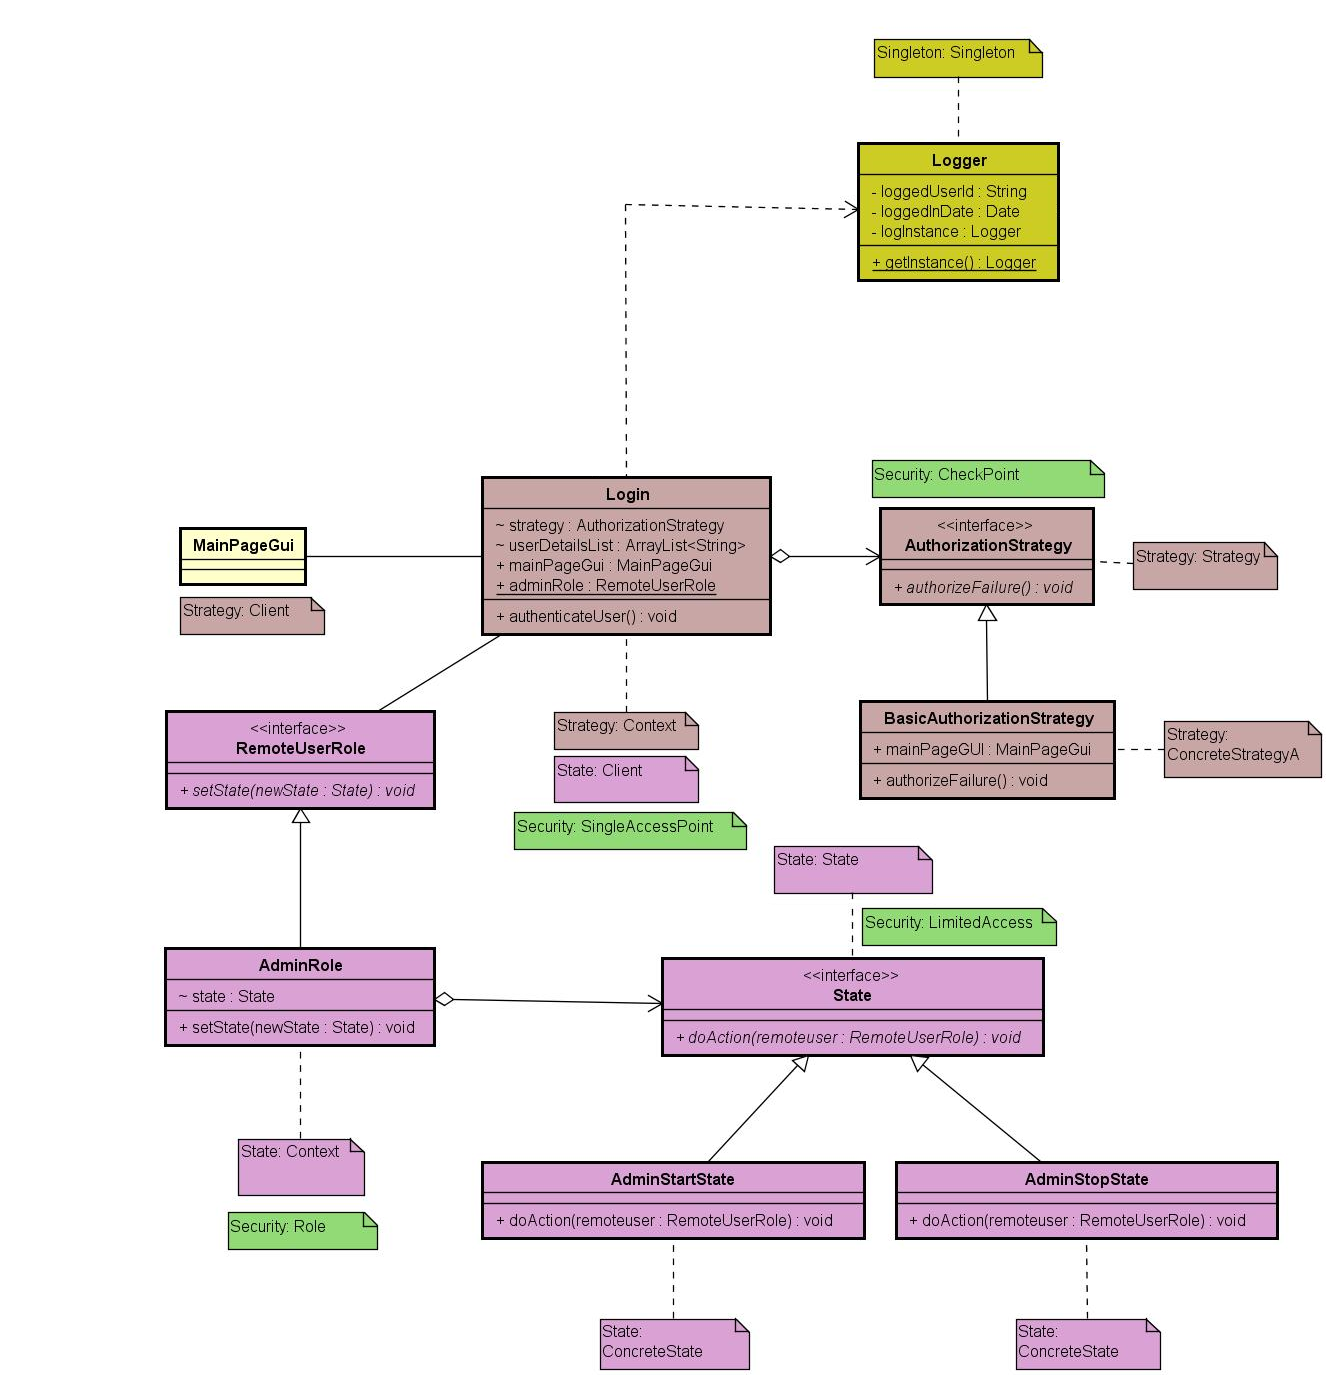 Singleton: Singleton
Logger
- loggedUserId : String
- loggedInDate : Date
- logInstance : Logger
+ getInstance() : Logger
Security: CheckPoint
Login
~ strategy : AuthorizationStrategy
~ userDetailsList : ArrayList<String>
+ mainPageGui : MainPageGui
+ adminRole : RemoteUserRole
+ authenticateUser() : void
<<interface>>
AuthorizationStrategy
+ authorizeFailure() : void
Strategy: Strategy
MainPageGui
Strategy: Client
<<interface>>
RemoteUserRole
+ setState(newState : State) : void
Strategy: Context
State: Client
Security: SingleAccessPoint
BasicAuthorizationStrategy
+ mainPageGUI : MainPageGui
+ authorizeFailure() : void
Strategy:
ConcreteStrategyA
State: State
Security: LimitedAccess
AdminRole
~ state : State
+ setState(newState : State) : void
<<interface>>
State
+ doAction(remoteuser : RemoteUserRole) : void
State: Context
Security: Role
AdminStartState
+ doAction(remoteuser : RemoteUserRole) : void
AdminStopState
+ doAction(remoteuser : RemoteUserRole) : void
State:
ConcreteState
State:
ConcreteState